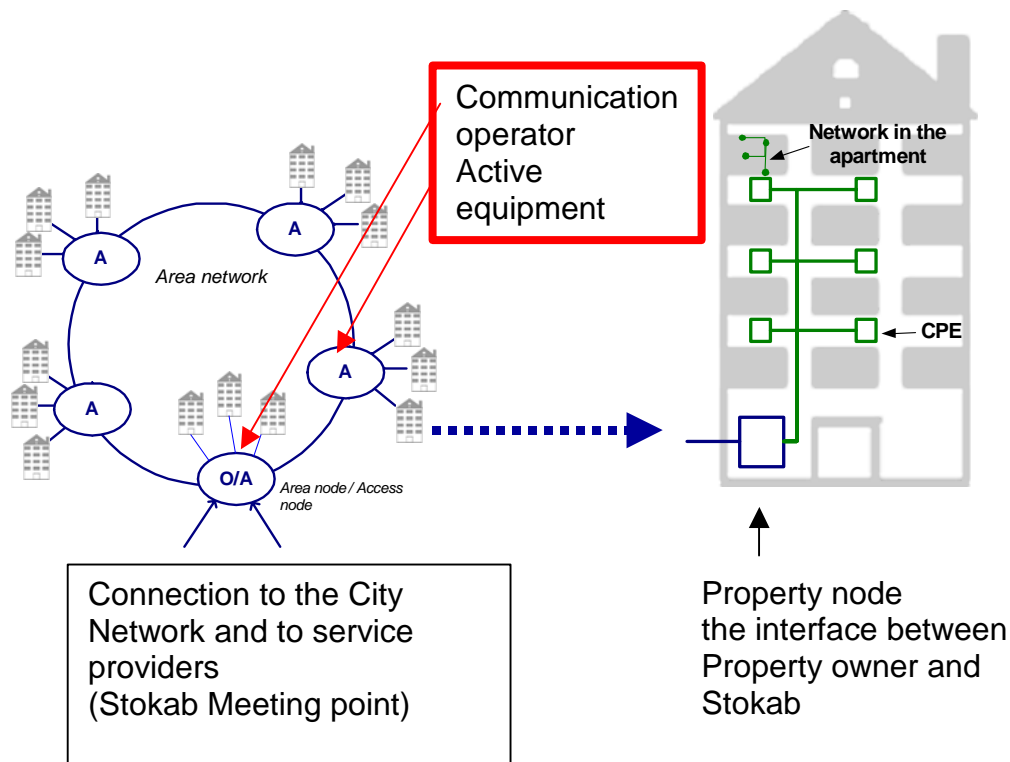 Communication
operator
Active
equipment
Network in the
apartment
A
A
Area network
A
CPE
A
O/A
Area node / Access
node
Connection to the City
Network and to service
providers
(Stokab Meeting point)
Property node
the interface between
Property owner and
Stokab